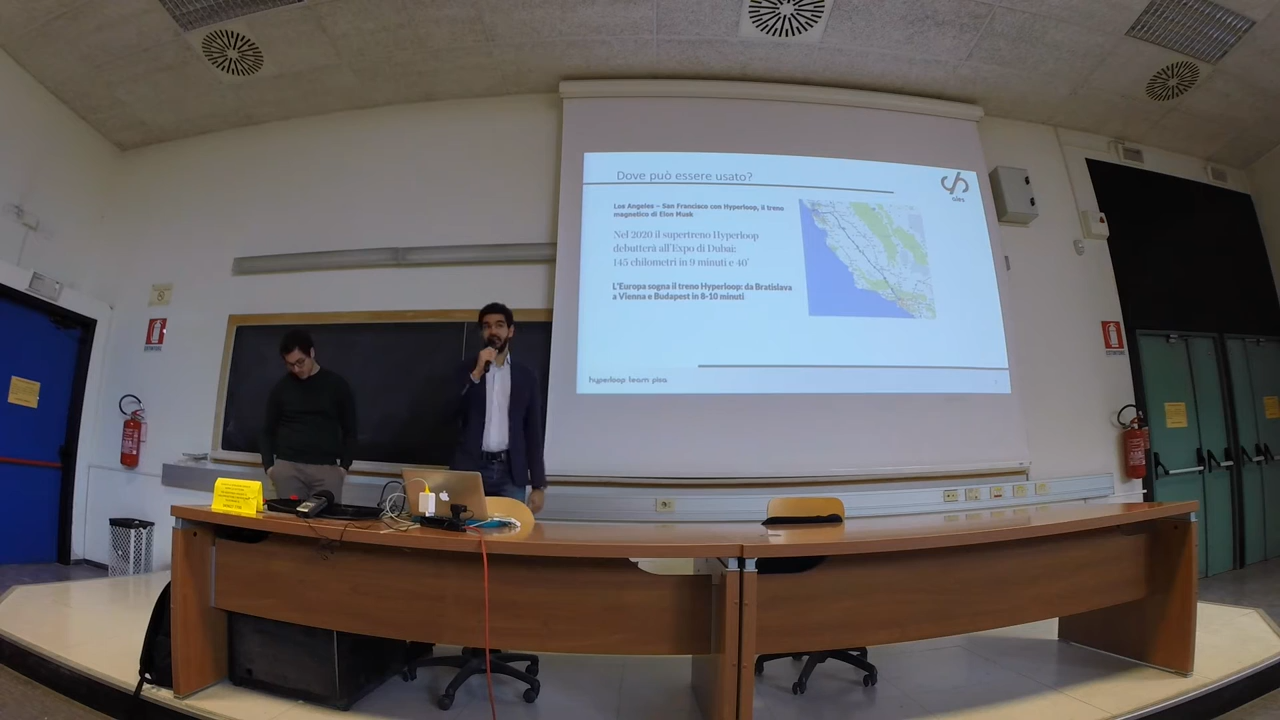 Dove può essere usato?
ales
Los Angeles – San Francisco con Hyperloop, il treno
magnetico di Elon Musk
Nel 2020 il supertreno Hyperloop
debutterà all'Expo di Dubai:
145 chilometri in 9 minuti e 40"
L'Europa sogna il treno Hyperloop: da Bratislava
a Vienna e Budapest in 8-10 minuti
hyperloop team pisa